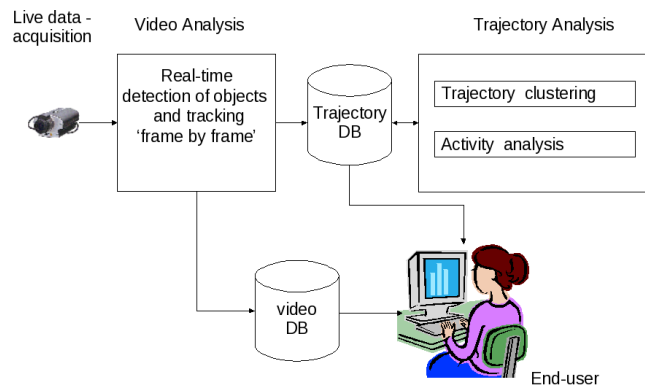 Live data -
acquisition
Video Analysis
Trajectory Analysis
Real-time
detection of objects
and tracking
‘frame by frame’
Trajectory
DB
Trajectory clustering
Activity analysis
video
DB
End-user